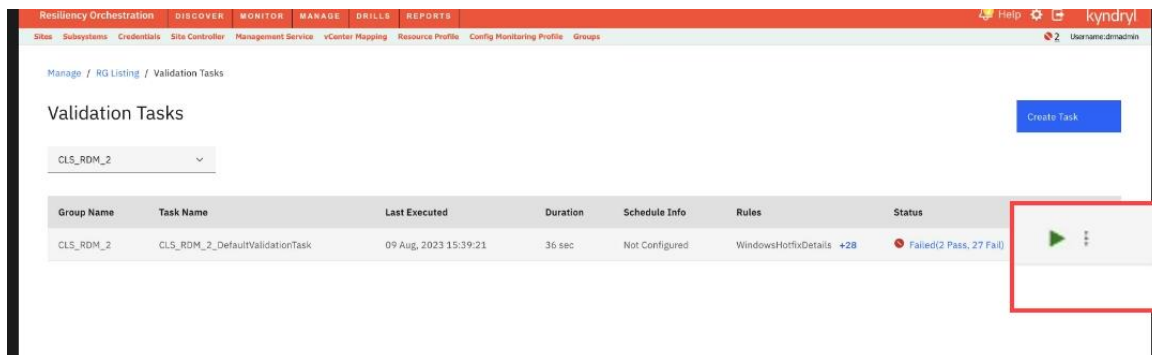 Resiliency Orchestration DISCOVER MONITOR MANAGE DRILLS REPORTS Help kyndryl
Sites Subsystems Credentials Site Controller Management Service vCenter Mapping Resource Profile Config Monitoring Profile Groups 2 Username:drmadmin
Manage / RG Listing / Validation Tasks
Validation Tasks
Create Task
CLS_RDM_2
Group Name Task Name Last Executed Duration Schedule Info Rules Status
CLS_RDM_2 CLS_RDM_2_DefaultValidationTask 09 Aug, 2023 15:39:21 36 sec Not Configured WindowsHotfixDetails +28 Failed(2 Pass, 27 Fail)